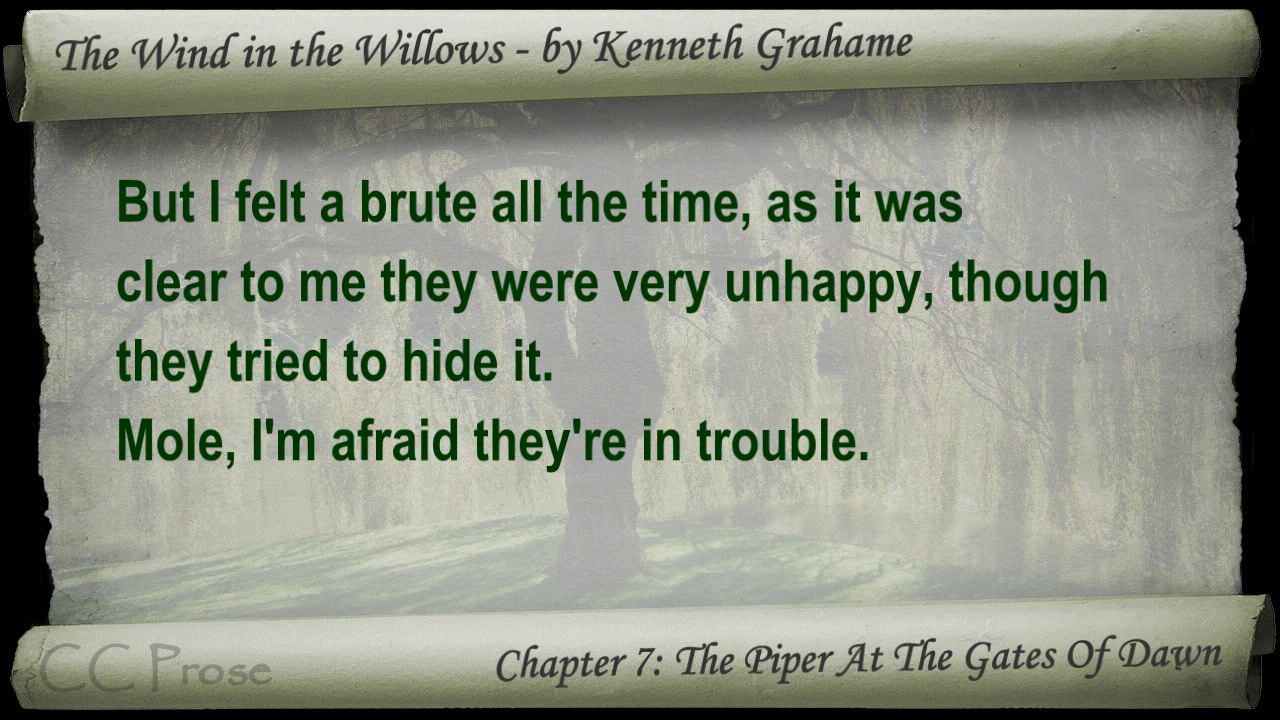 The Wind in the Willows - by Kenneth Grahame
But I felt a brute all the time, as it was
clear to me they were very unhappy, though
they tried to hide it.
Mole, I'm afraid they're in trouble.
CC Prose
Chapter 7: The Piper At The Gates Of Dawn